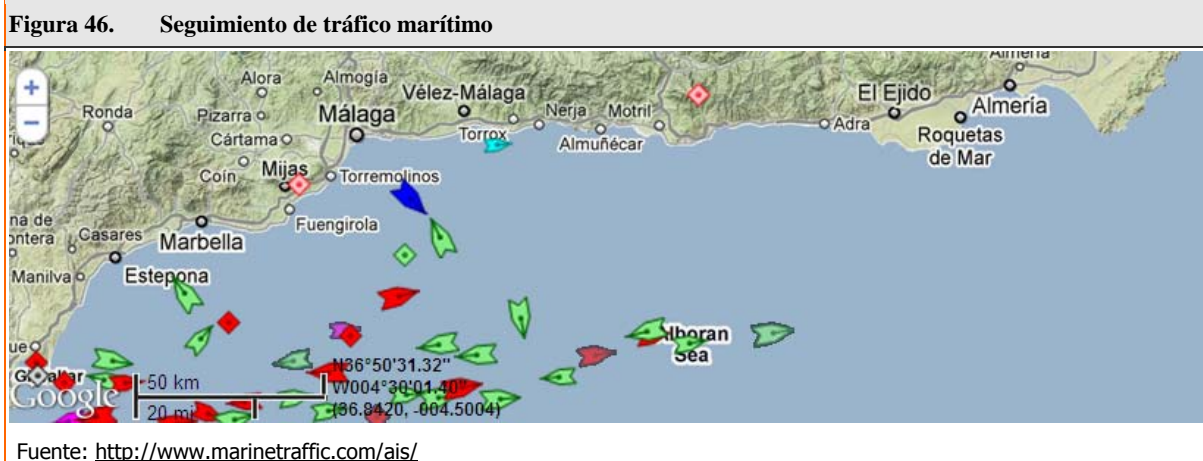 Figura 46. Seguimiento de tráfico marítimo
Almería
Alora
Almogía
Vélez-Málaga
El Ejido
Ronda
Pizarra
Málaga
Nerja
Motril
Almería
Cártama
Torrox
Almuñécar
Adra
Roquetas
de Mar
Coín
Mijas
Torremolinos
na de
ontera
Casares
Fuengirola
Marbella
Manilva
Estepona
Alboran
Sea
N36°50'31.32"
50 km
W004°30'01.40"
Google
20 mi
(36.8420, -004.5004)
Fuente: http://www.marinetraffic.com/ais/